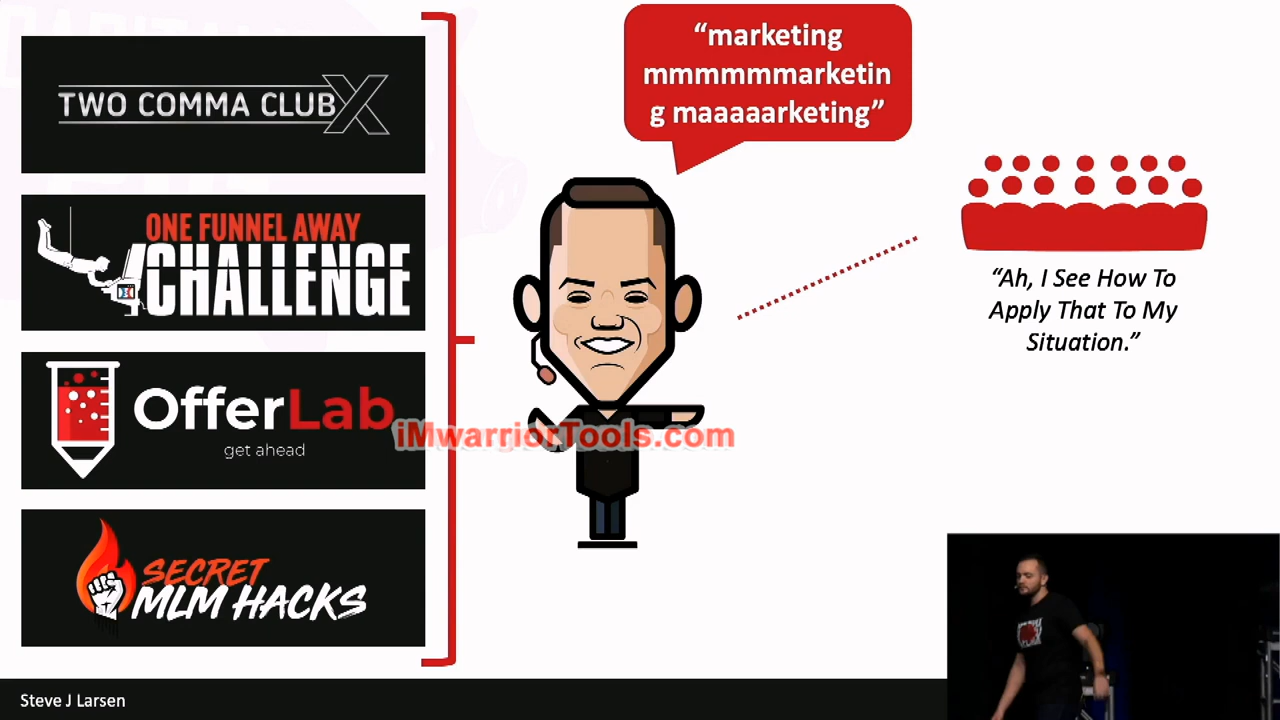 TWO COMMA CLUB X
ONE FUNNEL AWAY
CHALLENGE
OfferLab
get ahead
SECRET
MLM HACKS
“marketing
mmmmmmarketin
g maaaaarketing”
“Ah, I See How To
Apply That To My
Situation.”
iMwarriorTools.com
Steve J Larsen